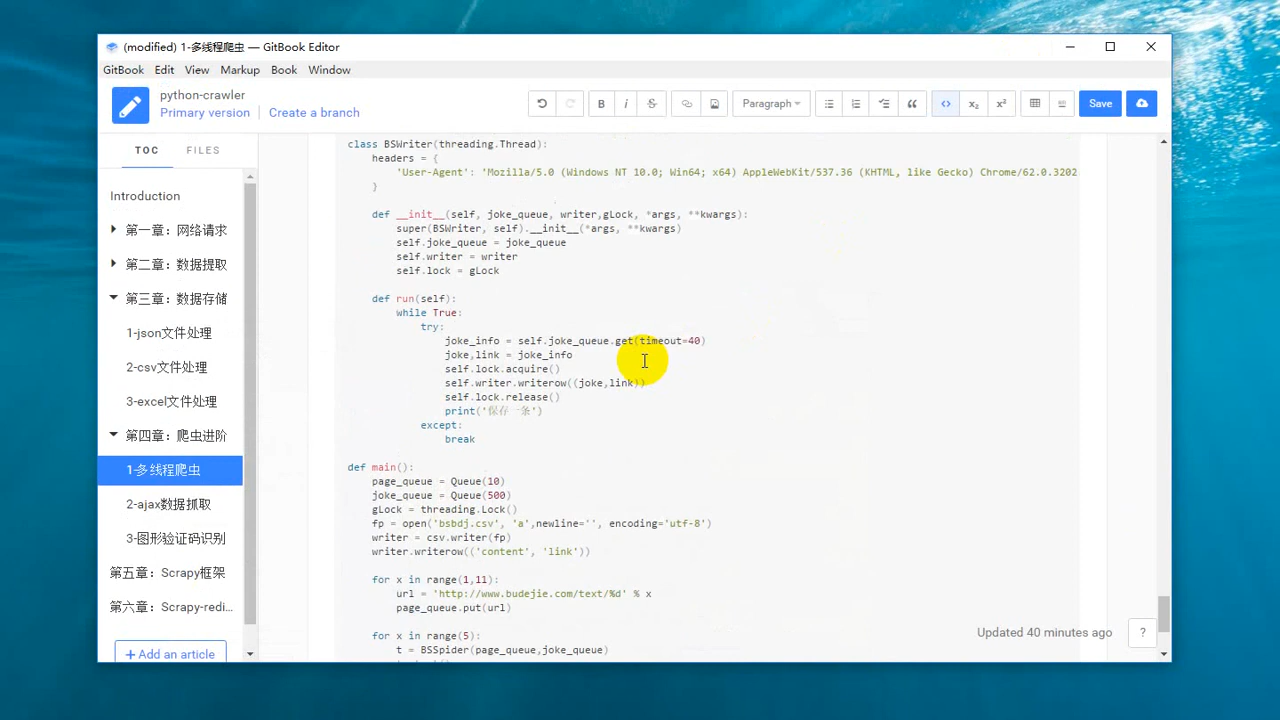 (modified) 1-多线程爬虫 — GitBook Editor
GitBook Edit View Markup Book Window
python-crawler
Primary version Create a branch
B i S Paragraph x₂ x² Save
TOC FILES
Introduction
第一章：网络请求
第二章：数据提取
第三章：数据存储
1-json文件处理
2-csv文件处理
3-excel文件处理
第四章：爬虫进阶
1-多线程爬虫
2-ajax数据抓取
3-图形验证码识别
第五章：Scrapy框架
第六章：Scrapy-redi...
+ Add an article
class BSWriter(threading.Thread):
headers = {
'User-Agent': 'Mozilla/5.0 (Windows NT 10.0; Win64; x64) AppleWebKit/537.36 (KHTML, like Gecko) Chrome/62.0.3202
}
def __init__(self, joke_queue, writer,gLock, *args, **kwargs):
super(BSWriter, self).__init__(*args, **kwargs)
self.joke_queue = joke_queue
self.writer = writer
self.lock = gLock
def run(self):
while True:
try:
joke_info = self.joke_queue.get(timeout=40)
joke,link = joke_info
self.lock.acquire()
self.writer.writerow((joke,link))
self.lock.release()
print('保存一条')
except:
break
def main():
page_queue = Queue(10)
joke_queue = Queue(500)
gLock = threading.Lock()
fp = open('bsbdj.csv', 'a',newline='', encoding='utf-8')
writer = csv.writer(fp)
writer.writerow(('content', 'link'))
for x in range(1,11):
url = 'http://www.budejie.com/text/%d' % x
page_queue.put(url)
for x in range(5):
t = BSSpider(page_queue,joke_queue)
Updated 40 minutes ago ?